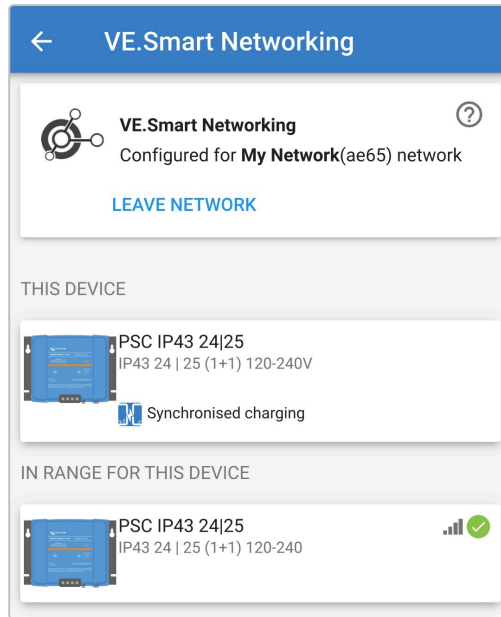 VE.Smart Networking
VE.Smart Networking
Configured for My Network(ae65) network
LEAVE NETWORK
THIS DEVICE
PSC IP43 24|25
IP43 24 | 25 (1+1) 120-240V
Synchronised charging
IN RANGE FOR THIS DEVICE
PSC IP43 24|25
IP43 24 | 25 (1+1) 120-240